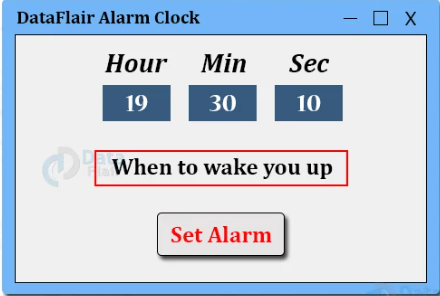 DataFlair Alarm Clock
Hour Min Sec
19 30 10
When to wake you up
Set Alarm